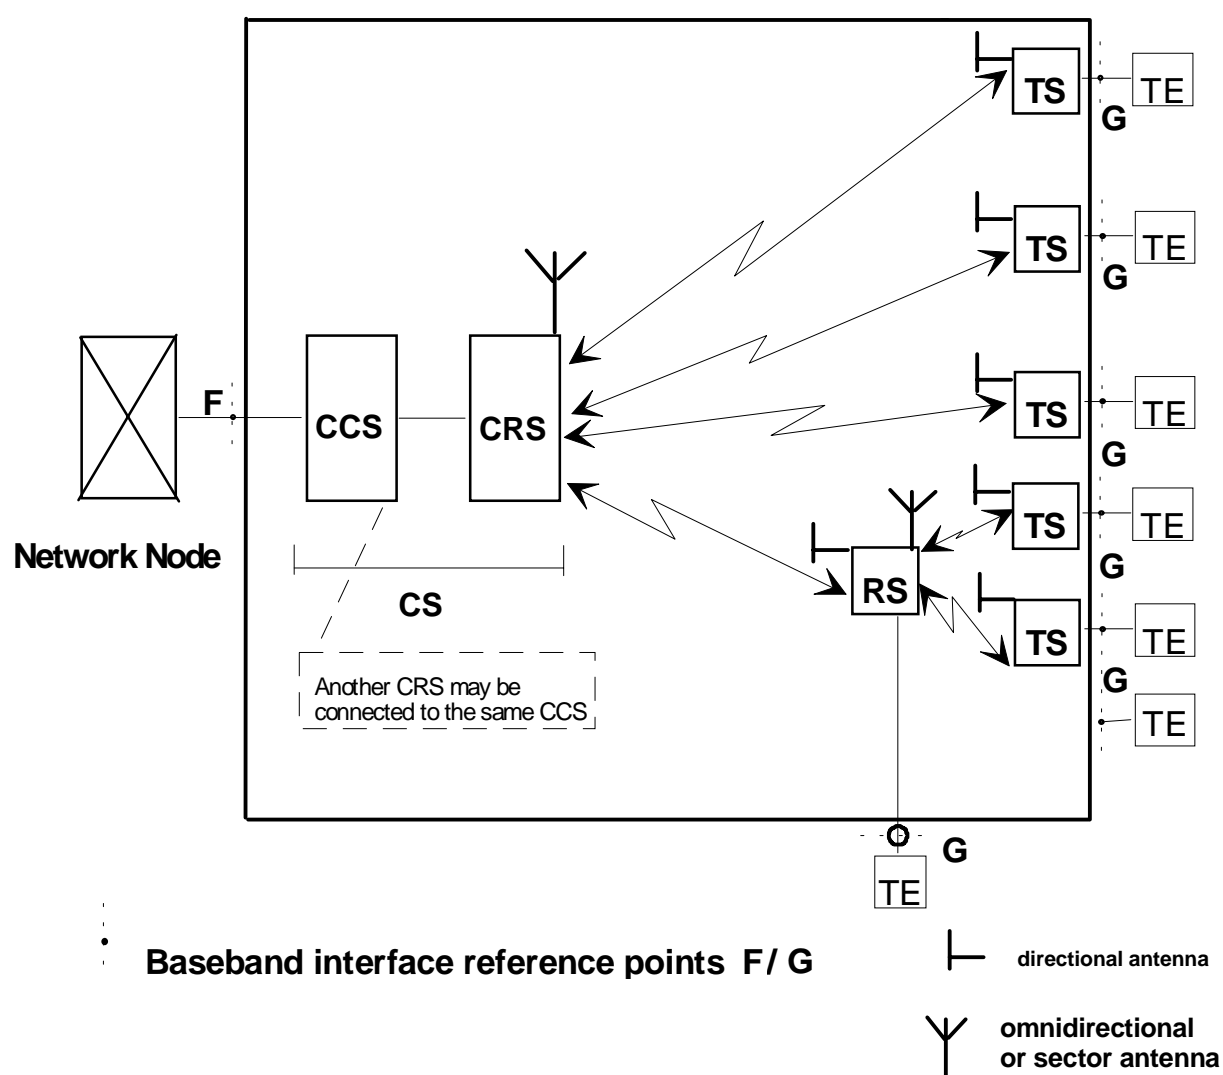 TS
TE
G
TS
TE
G
F
CCS
CRS
TS
TE
G
Network Node
TS
TE
G
CS
RS
TS
TE
G
Another CRS may be
connected to the same CCS
TE
G
TE
Baseband interface reference points F/ G
directional antenna
omnidirectional
or sector antenna